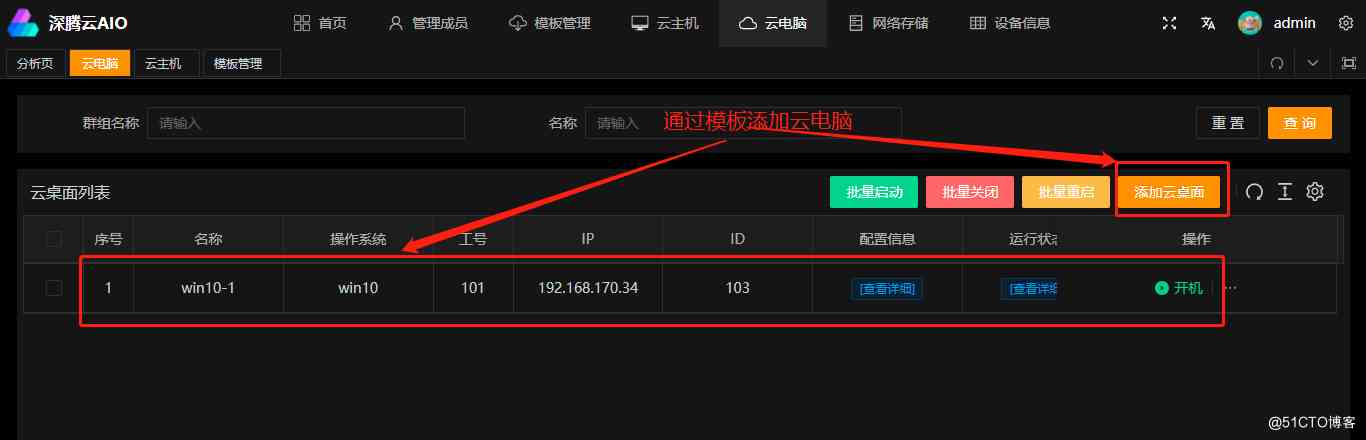 深腾云AIO 首页 管理成员 模板管理 云主机 云电脑 网络存储 设备信息 admin
分析页 云电脑 云主机 模板管理
群组名称 请输入 名称 请输入 通过模板添加云电脑 重 置 查 询
云桌面列表 批量启动 批量关闭 批量重启 添加云桌面
序号 名称 操作系统 工号 IP ID 配置信息 运行状态 操作
1 win10-1 win10 101 192.168.170.34 103 [查看详细] [查看详细 开机 ...
@51CTO博客